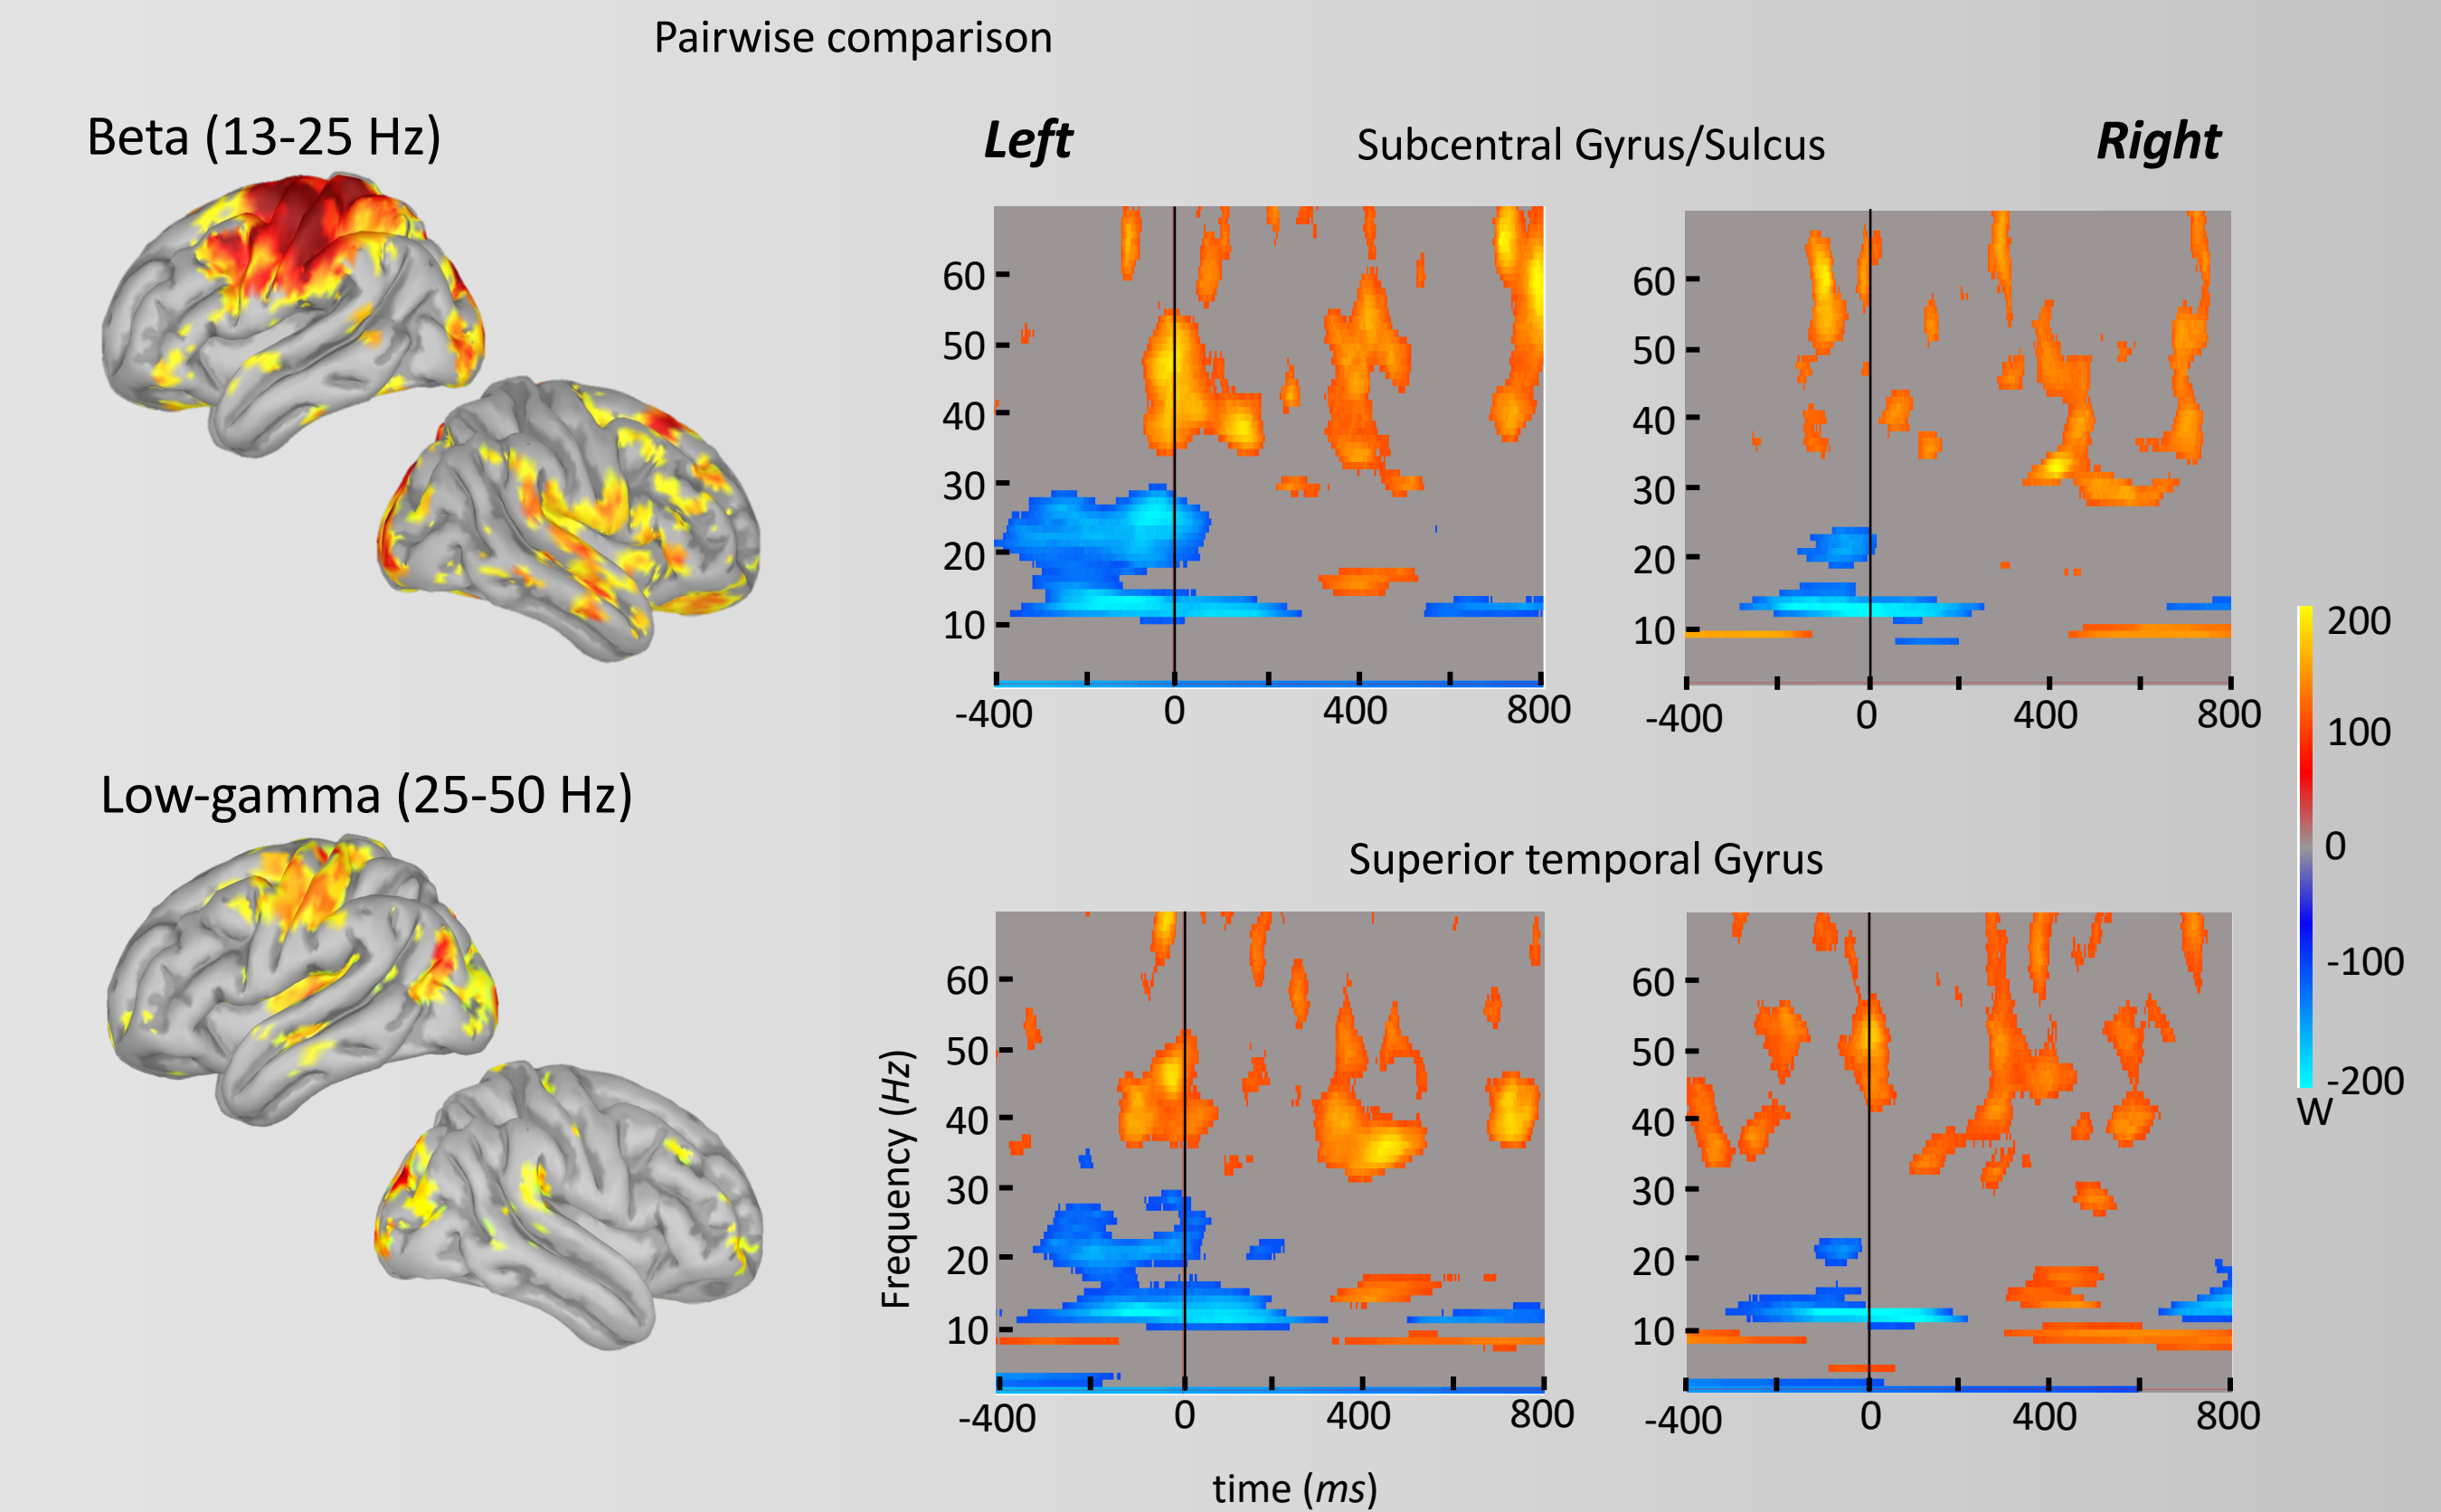 Pairwise comparison
Beta (13-25 Hz)
Left
Subcentral Gyrus/Sulcus
Right
60
50
40
30
20
10
-400 0 400 800
60
50
40
30
20
10
-400 0 400 800
200
100
0
-100
-200
W
Low-gamma (25-50 Hz)
Superior temporal Gyrus
Frequency (Hz)
60
50
40
30
20
10
-400 0 400 800
60
50
40
30
20
10
-400 0 400 800
time (ms)